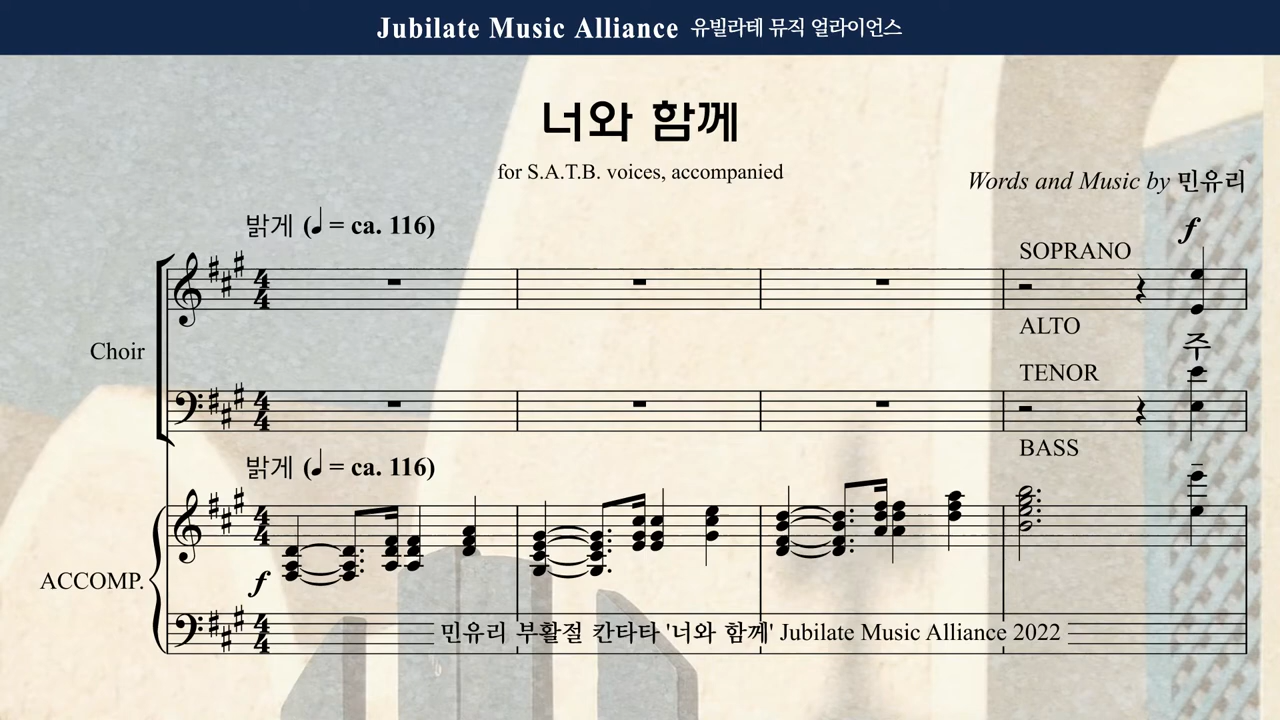 Jubilate Music Alliance 유빌라테 뮤직 얼라이언스
너와 함께
for S.A.T.B. voices, accompanied
Words and Music by 민유리
밝게 (♩ = ca. 116)
f
SOPRANO
Choir
ALTO
주
TENOR
BASS
밝게 (♩ = ca. 116)
ACCOMP.
f
민유리 부활절 칸타타 '너와 함께' Jubilate Music Alliance 2022